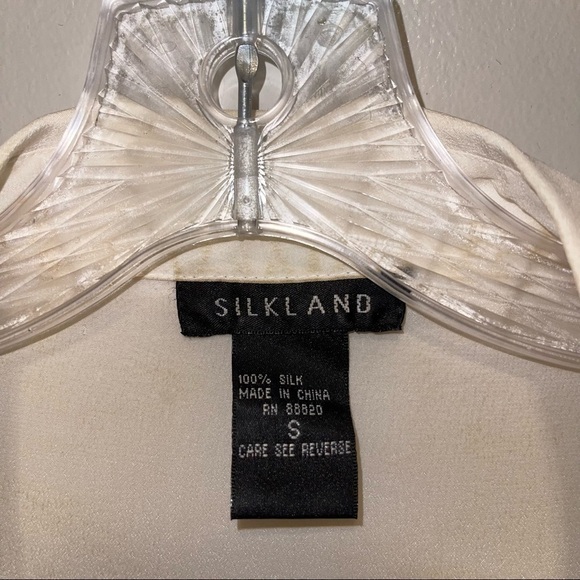 SILKLAND
100% SILK
MADE IN CHINA
RN 88820
S
CARE SEE REVERSE